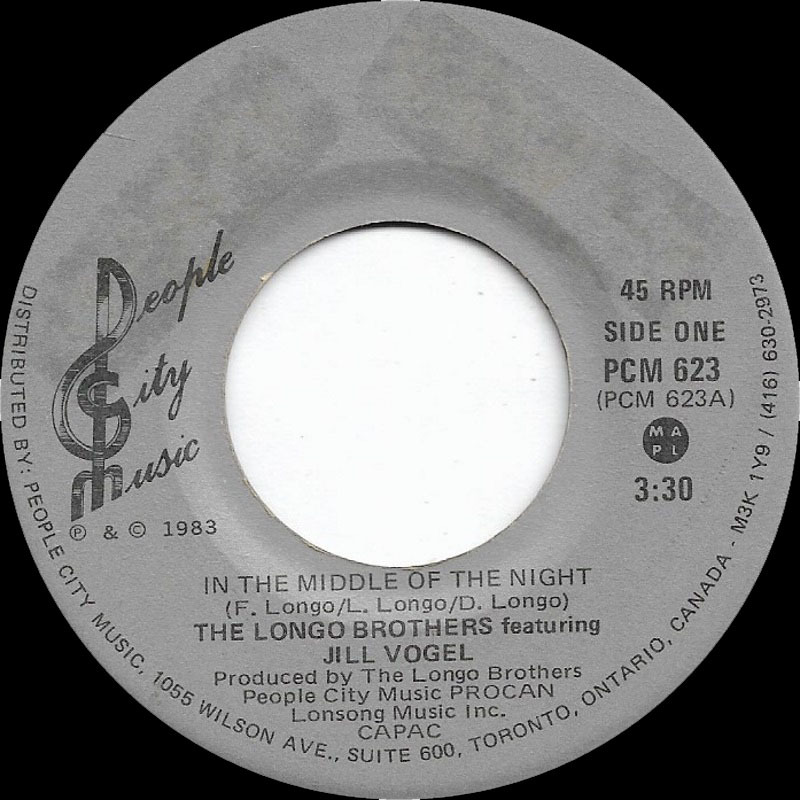 People
City
Music
Ⓟ & © 1983
45 RPM
SIDE ONE
PCM 623
(PCM 623A)
M A
P L
3:30
IN THE MIDDLE OF THE NIGHT
(F. Longo/L. Longo/D. Longo)
THE LONGO BROTHERS featuring
JILL VOGEL
Produced by The Longo Brothers
People City Music PROCAN
Lonsong Music Inc.
CAPAC
DISTRIBUTED BY: PEOPLE CITY MUSIC, 1055 WILSON AVE., SUITE 600, TORONTO, ONTARIO, CANADA - M3K 1Y9 / (416) 630-2973